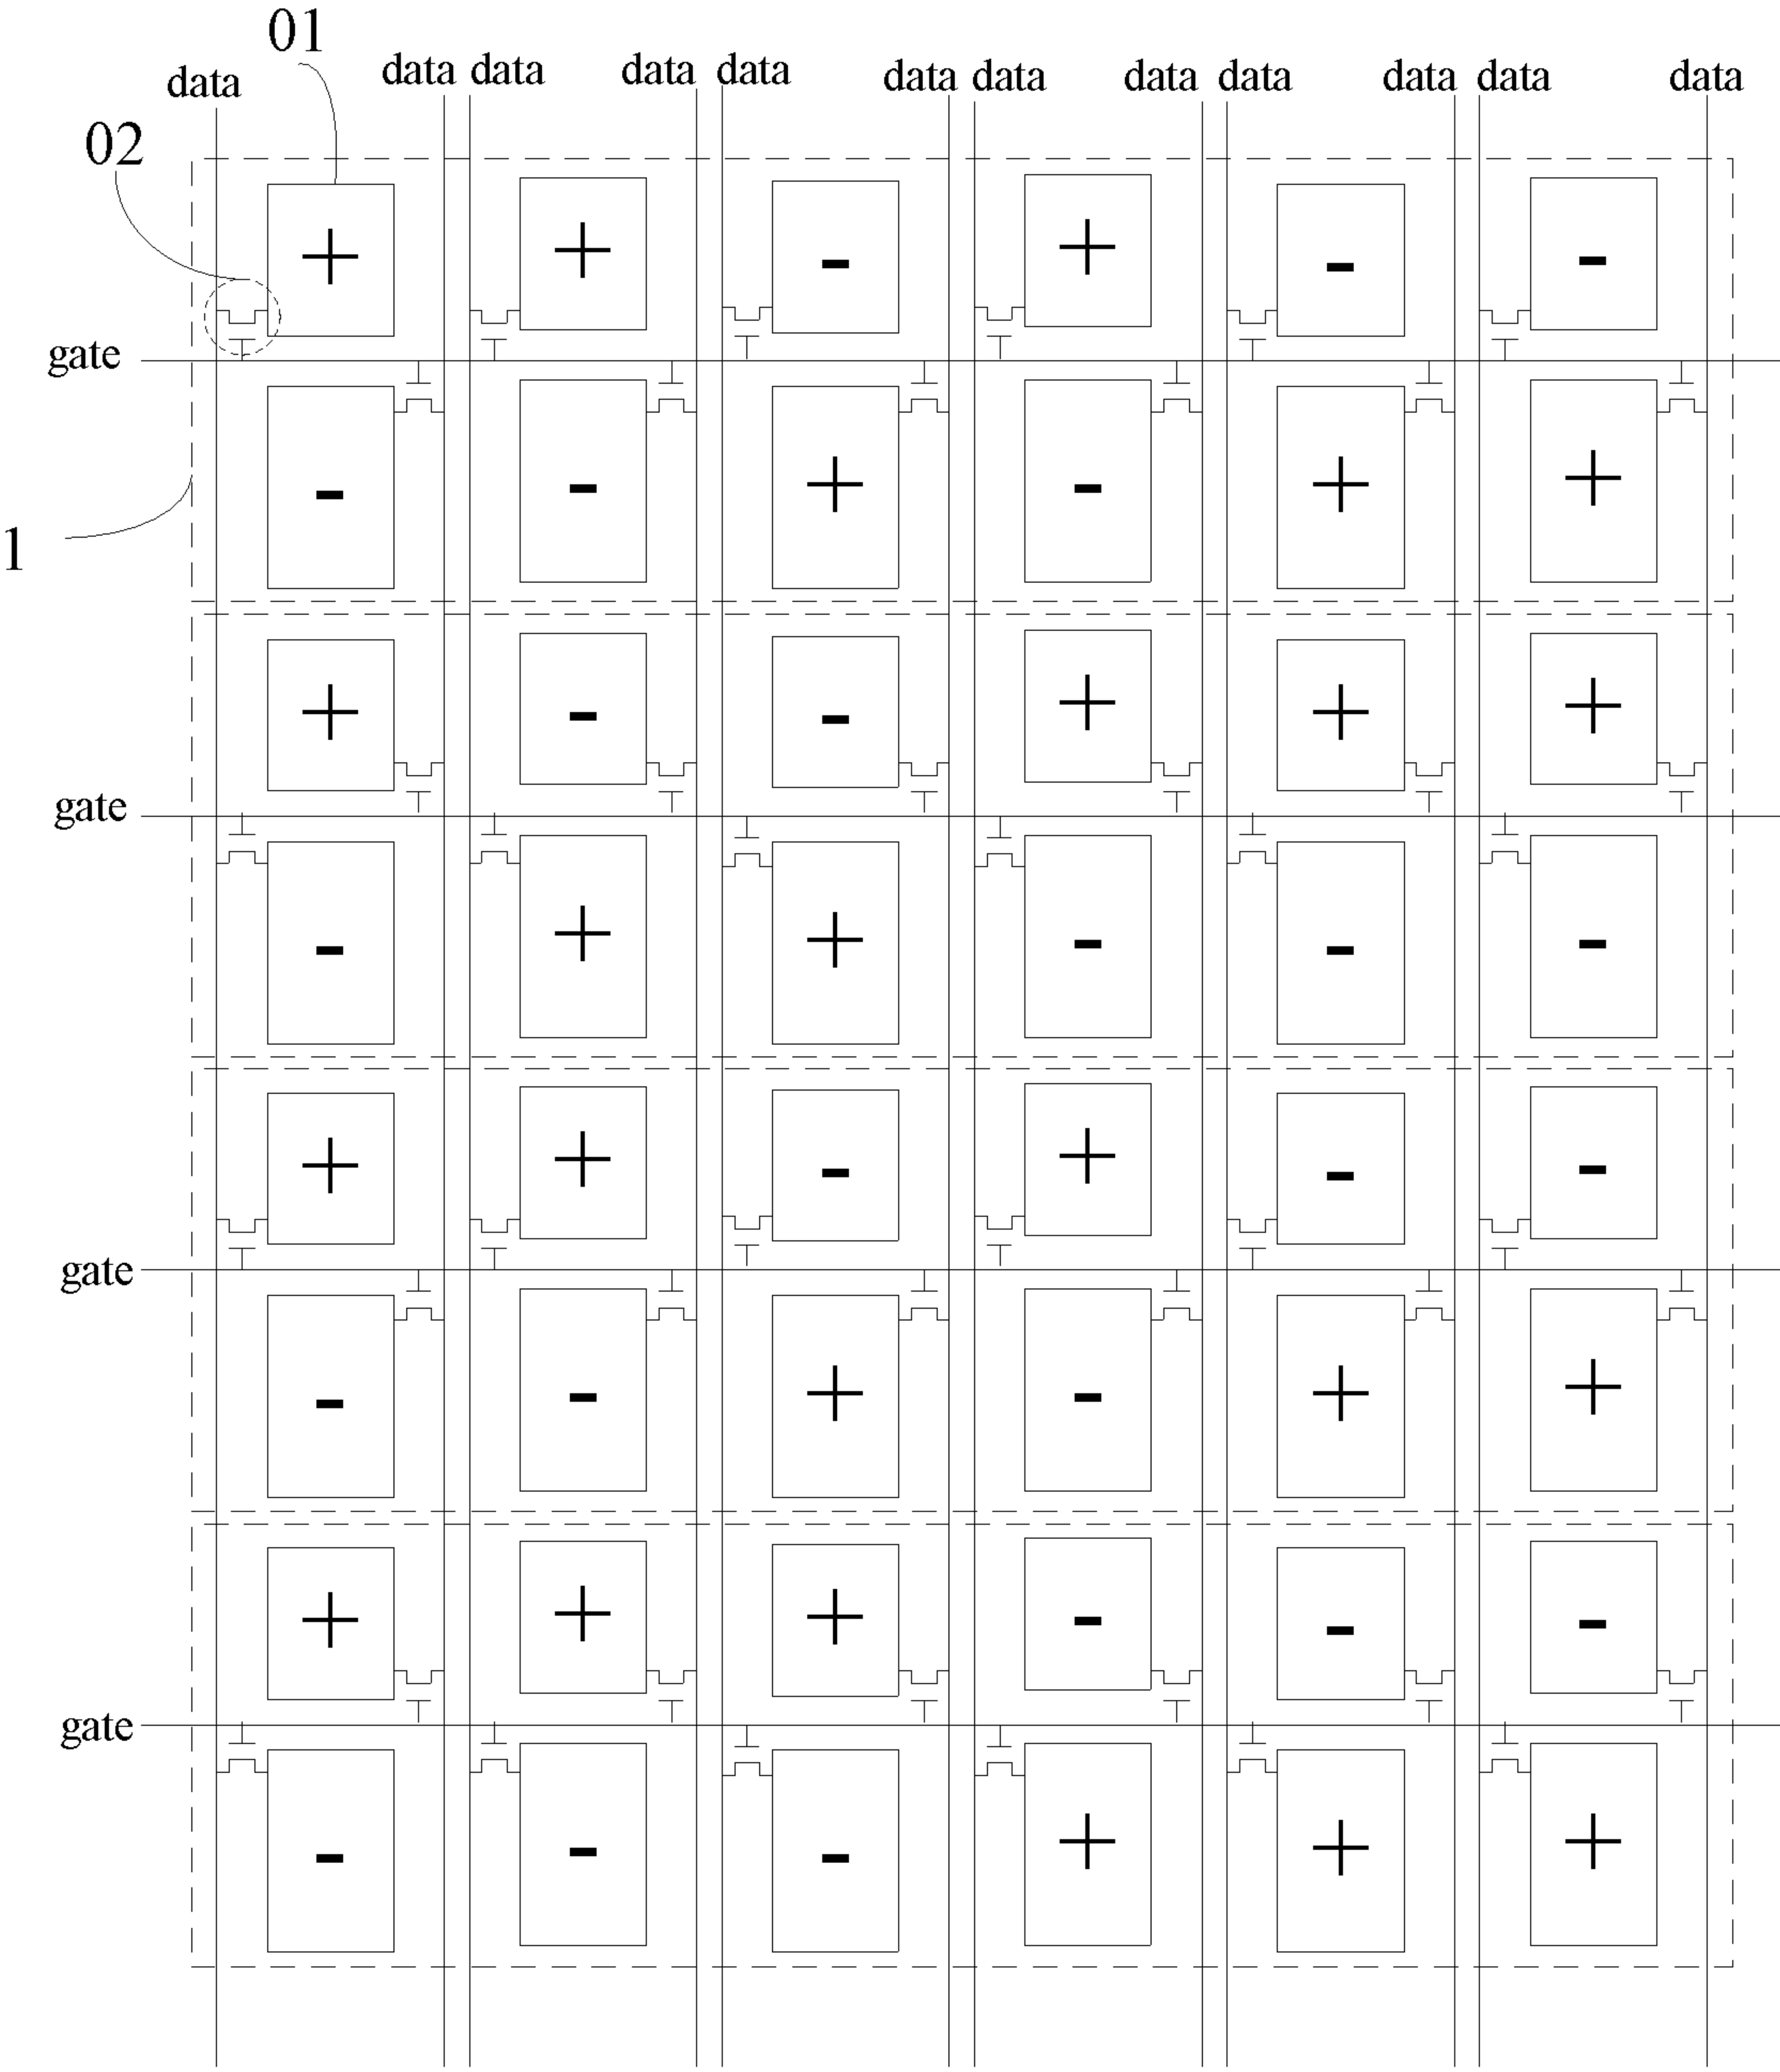 01
data data data data data data data data data data data data
02
+ + - + - -
gate
- - + - + +
1
+ - - + + +
gate
- + + - - -
+ + - + - -
gate
- - + - + +
+ + + - - -
gate
- - - + + +